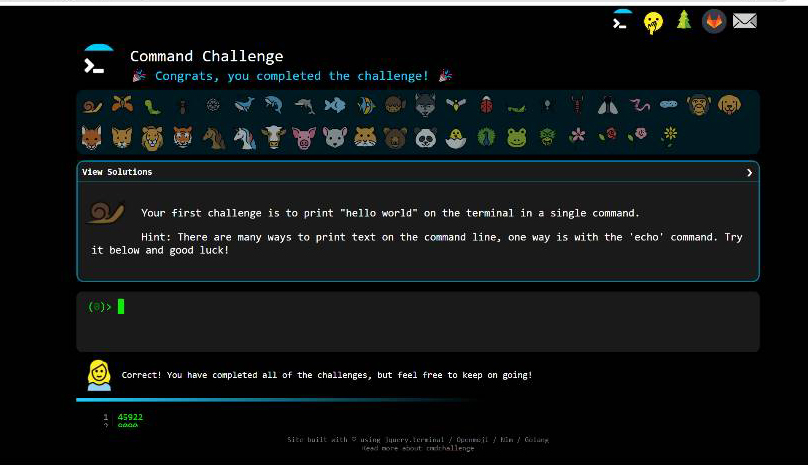 Command Challenge
🎉 Congrats, you completed the challenge! 🎉
View Solutions
Your first challenge is to print "hello world" on the terminal in a single command.
Hint: There are many ways to print text on the command line, one way is with the 'echo' command. Try
it below and good luck!
(0)>
Correct! You have completed all of the challenges, but feel free to keep on going!
1 45922
Site built with ♡ using jquery.terminal / Openmoji / Nim / Golang
Read more about cmdchallenge